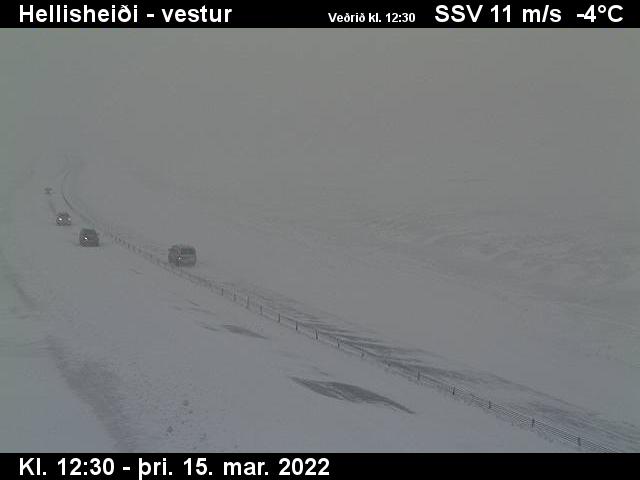 Hellisheiði - vestur Veðrið kl. 12:30 SSV 11 m/s -4°C
Kl. 12:30 - þri. 15. mar. 2022